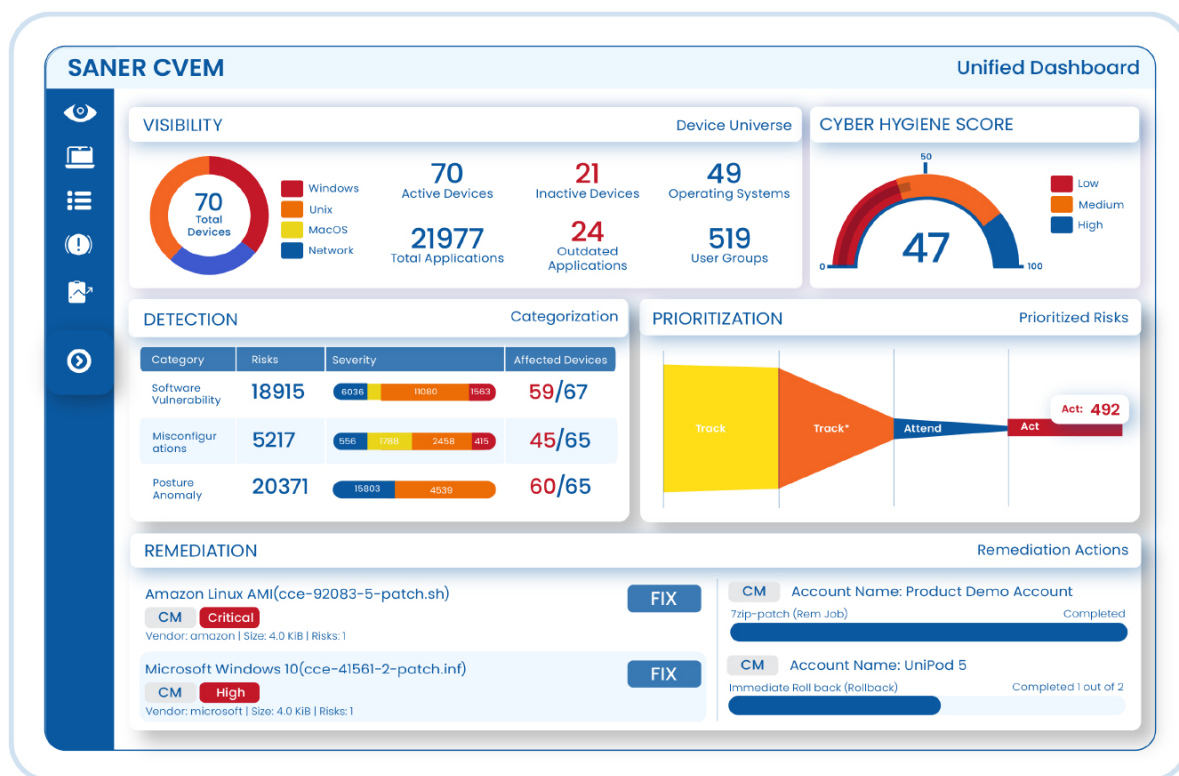 SANER CVEM
Unified Dashboard
VISIBILITY
Device Universe
70
Total
Devices
Windows
Unix
MacOS
Network
70
Active Devices
21
Inactive Devices
49
Operating Systems
21977
Total Applications
24
Outdated
Applications
519
User Groups
CYBER HYGIENE SCORE
50
0
47
100
Low
Medium
High
DETECTION
Categorization
Category Risks Severity Affected Devices
Software
Vulnerability
18915
6036 11080 1563
59/67
Misconfigur
ations
5217
556 1788 2458 415
45/65
Posture
Anomaly
20371
15803 4539
60/65
PRIORITIZATION
Prioritized Risks
Track
Track*
Attend
Act
Act: 492
REMEDIATION
Remediation Actions
Amazon Linux AMI(cce-92083-5-patch.sh)
CM Critical
Vendor: amazon | Size: 4.0 KiB | Risks: 1
FIX
Microsoft Windows 10(cce-41561-2-patch.inf)
CM High
Vendor: microsoft | Size: 4.0 KiB | Risks: 1
FIX
CM Account Name: Product Demo Account
7zip-patch (Rem Job) Completed
CM Account Name: UniPod 5
Immediate Roll back (Rollback) Completed 1 out of 2